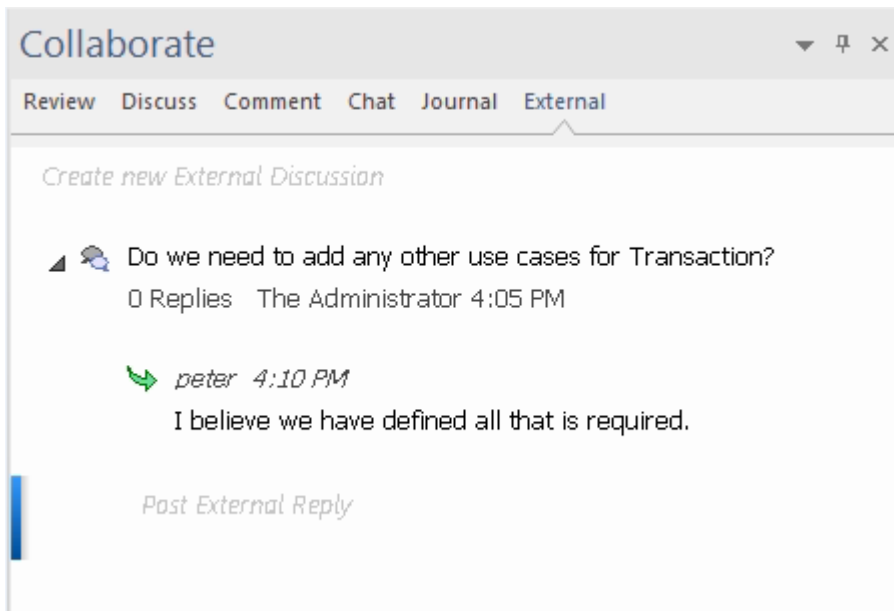 Collaborate
Review Discuss Comment Chat Journal External
Create new External Discussion
Do we need to add any other use cases for Transaction?
0 Replies The Administrator 4:05 PM
peter 4:10 PM
I believe we have defined all that is required.
Post External Reply